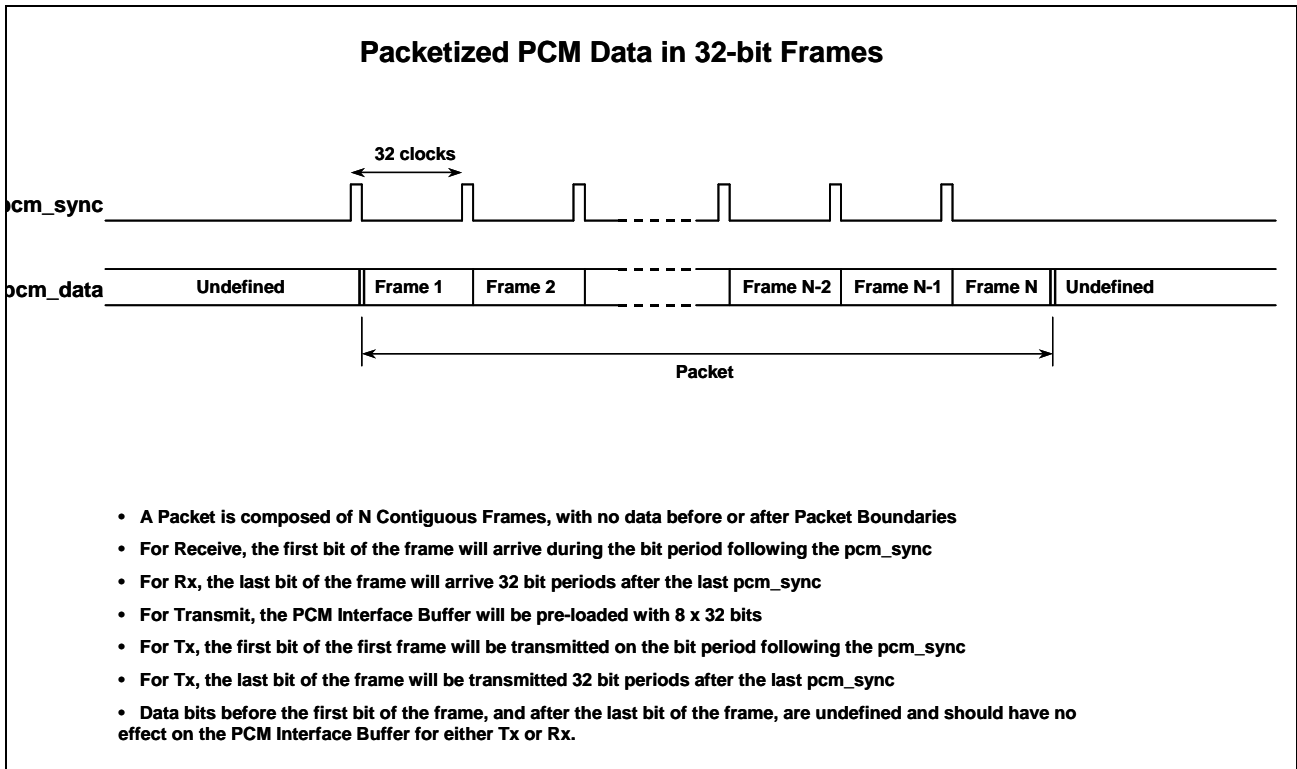 Packetized PCM Data in 32-bit Frames
32 clocks
pcm_sync
pcm_data
Undefined
Frame 1
Frame 2
Frame N-2
Frame N-1
Frame N
Undefined
Packet
• A Packet is composed of N Contiguous Frames, with no data before or after Packet Boundaries
• For Receive, the first bit of the frame will arrive during the bit period following the pcm_sync
• For Rx, the last bit of the frame will arrive 32 bit periods after the last pcm_sync
• For Transmit, the PCM Interface Buffer will be pre-loaded with 8 x 32 bits
• For Tx, the first bit of the first frame will be transmitted on the bit period following the pcm_sync
• For Tx, the last bit of the frame will be transmitted 32 bit periods after the last pcm_sync
• Data bits before the first bit of the frame, and after the last bit of the frame, are undefined and should have no
effect on the PCM Interface Buffer for either Tx or Rx.